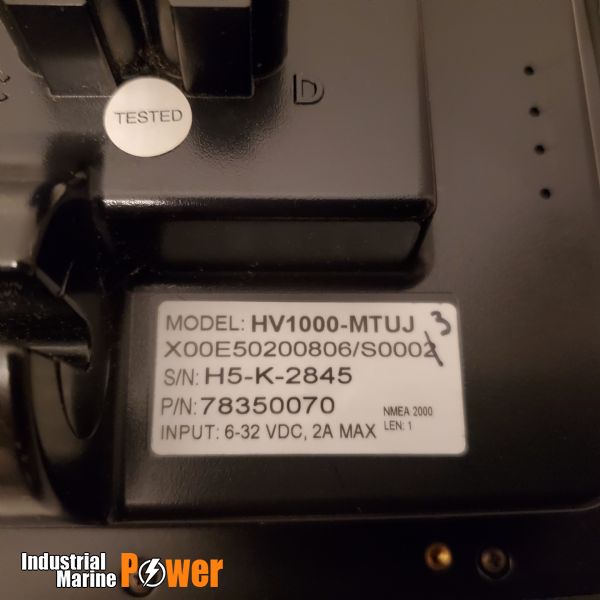 D
TESTED
MODEL: HV1000-MTUJ
3
X00E50200806/S0002
S/N: H5-K-2845
P/N: 78350070
NMEA 2000
LEN: 1
INPUT: 6-32 VDC, 2A MAX
Industrial
Marine Power